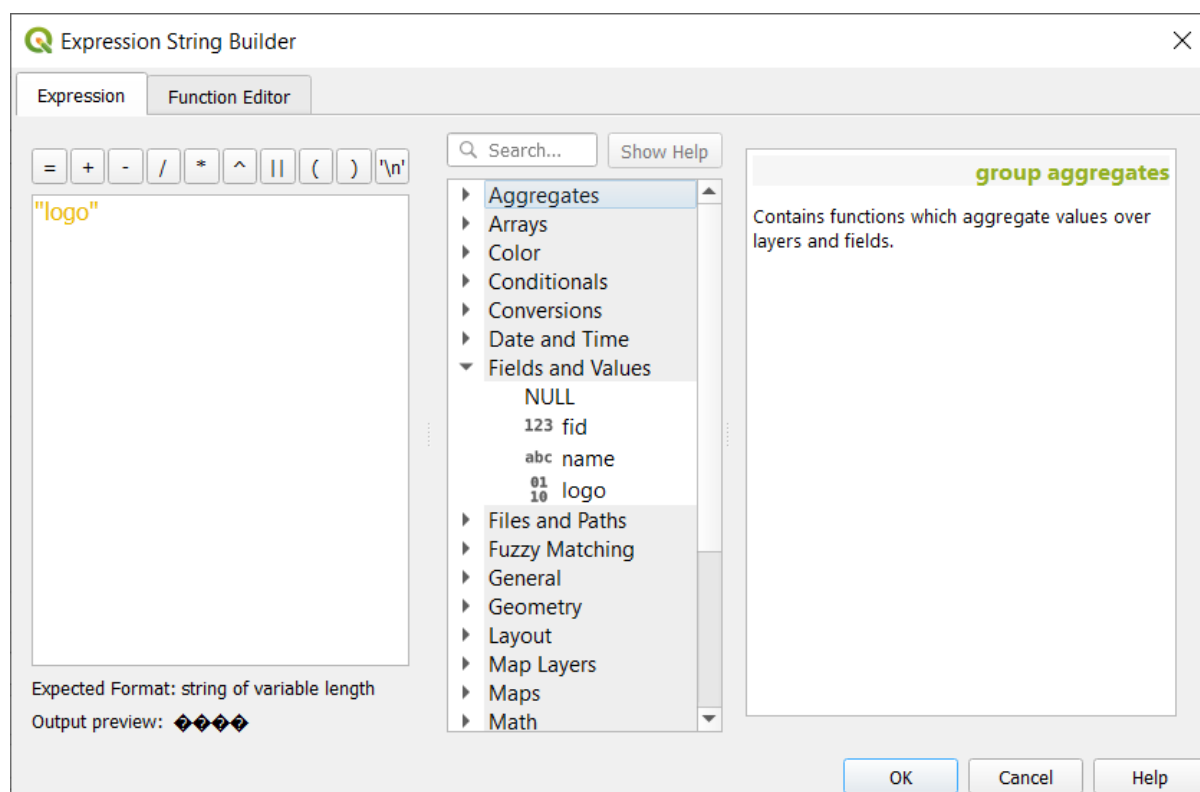 Expression String Builder
Expression
Function Editor
= + - / * ^ || ( ) '\n'
"logo"
Expected Format: string of variable length
Output preview: ����
Search...
Show Help
Aggregates
Arrays
Color
Conditionals
Conversions
Date and Time
Fields and Values
NULL
123 fid
abc name
01
10 logo
Files and Paths
Fuzzy Matching
General
Geometry
Layout
Map Layers
Maps
Math
group aggregates
Contains functions which aggregate values over
layers and fields.
OK
Cancel
Help